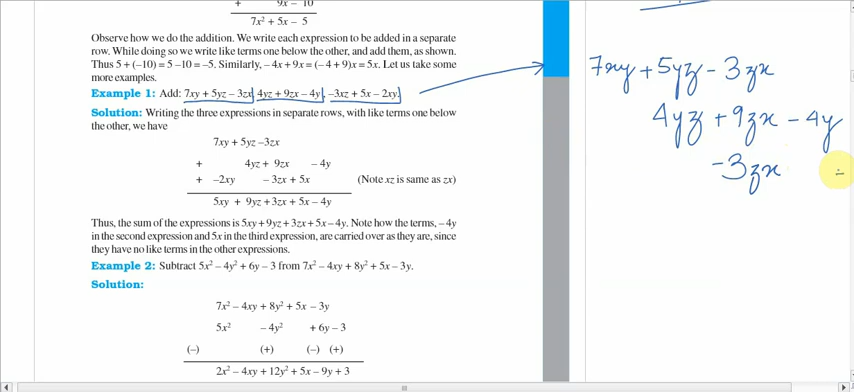 + 9x – 10
7x² + 5x – 5
Observe how we do the addition. We write each expression to be added in a separate
row. While doing so we write like terms one below the other, and add them, as shown.
Thus 5 + (–10) = 5 –10 = –5. Similarly, – 4x + 9x = (– 4 + 9)x = 5x. Let us take some
more examples.
Example 1: Add: 7xy + 5yz – 3zx, 4yz + 9zx – 4y, –3xz + 5x – 2xy.
Solution: Writing the three expressions in separate rows, with like terms one below
the other, we have
7xy + 5yz –3zx
+ 4yz + 9zx – 4y
+ –2xy – 3zx + 5x (Note xz is same as zx)
5xy + 9yz +3zx + 5x – 4y
Thus, the sum of the expressions is 5xy + 9yz + 3zx + 5x – 4y. Note how the terms, – 4y
in the second expression and 5x in the third expression, are carried over as they are, since
they have no like terms in the other expressions.
Example 2: Subtract 5x² – 4y² + 6y – 3 from 7x² – 4xy + 8y² + 5x – 3y.
Solution:
7x² – 4xy + 8y² + 5x – 3y
5x² – 4y² + 6y – 3
(–) (+) (–) (+)
2x² – 4xy + 12y² + 5x – 9y + 3
7xy + 5yz – 3zx
4yz + 9zx – 4y
-3zx